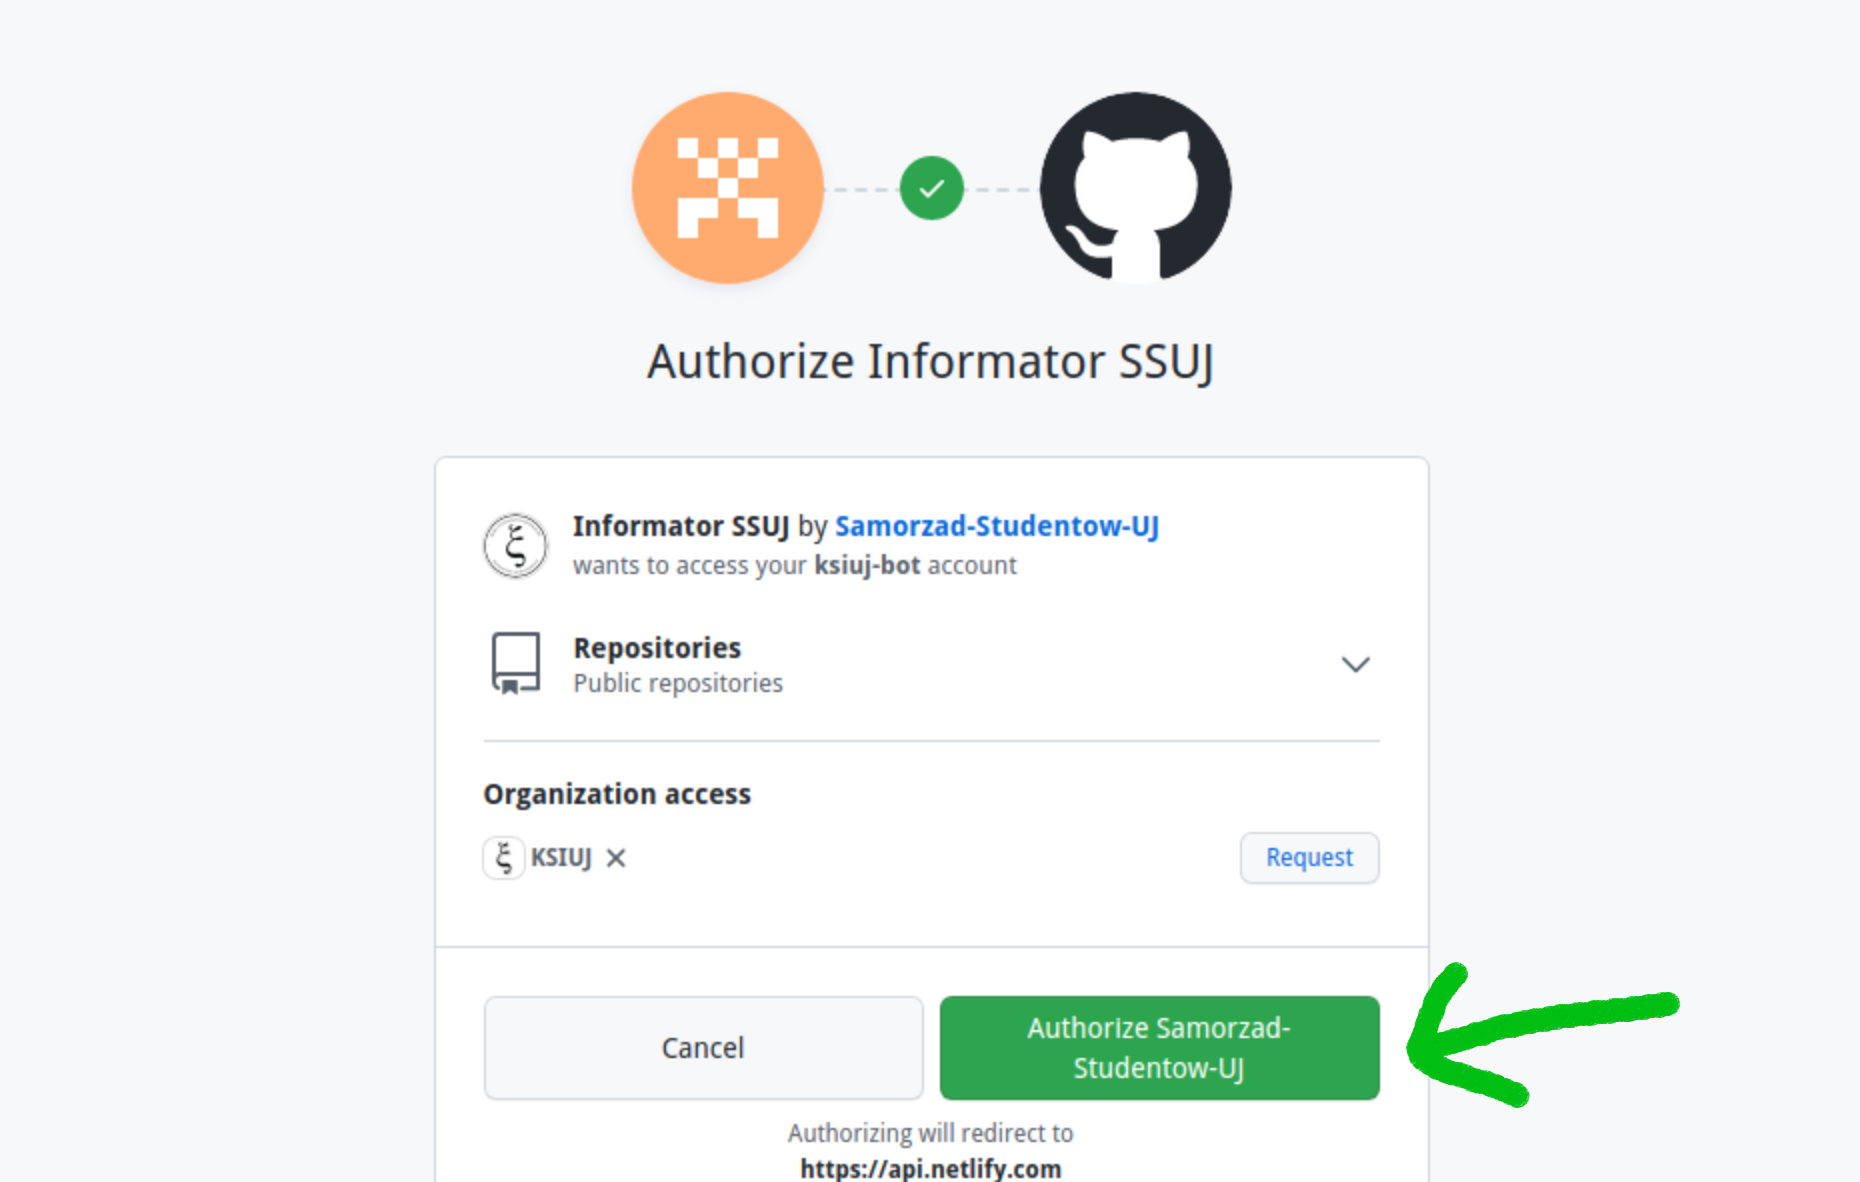 Authorize Informator SSUJ
Informator SSUJ by Samorzad-Studentow-UJ
wants to access your ksiuj-bot account
Repositories
Public repositories
Organization access
ξ KSIUJ
Request
Cancel
Authorize Samorzad-
Studentow-UJ
Authorizing will redirect to
https://api.netlify.com